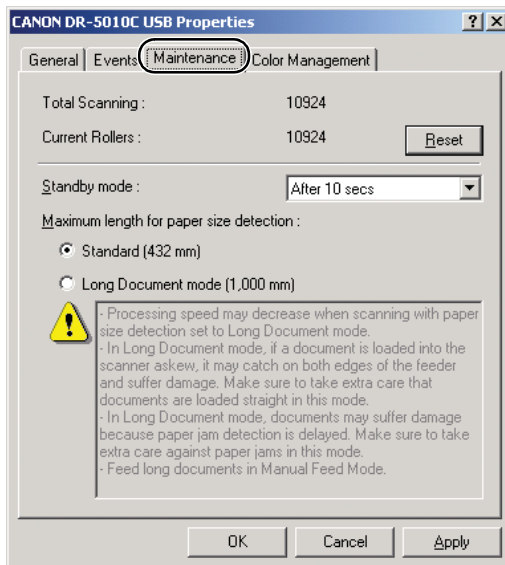 CANON DR-5010C USB Properties
General Events Maintenance Color Management
Total Scanning : 10924
Current Rollers : 10924 Reset
Standby mode : After 10 secs
Maximum length for paper size detection :
Standard (432 mm)
Long Document mode (1,000 mm)
- Processing speed may decrease when scanning with paper
size detection set to Long Document mode.
- In Long Document mode, if a document is loaded into the
scanner askew, it may catch on both edges of the feeder
and suffer damage. Make sure to take extra care that
documents are loaded straight in this mode.
- In Long Document mode, documents may suffer damage
because paper jam detection is delayed. Make sure to take
extra care against paper jams in this mode.
- Feed long documents in Manual Feed Mode.
OK Cancel Apply